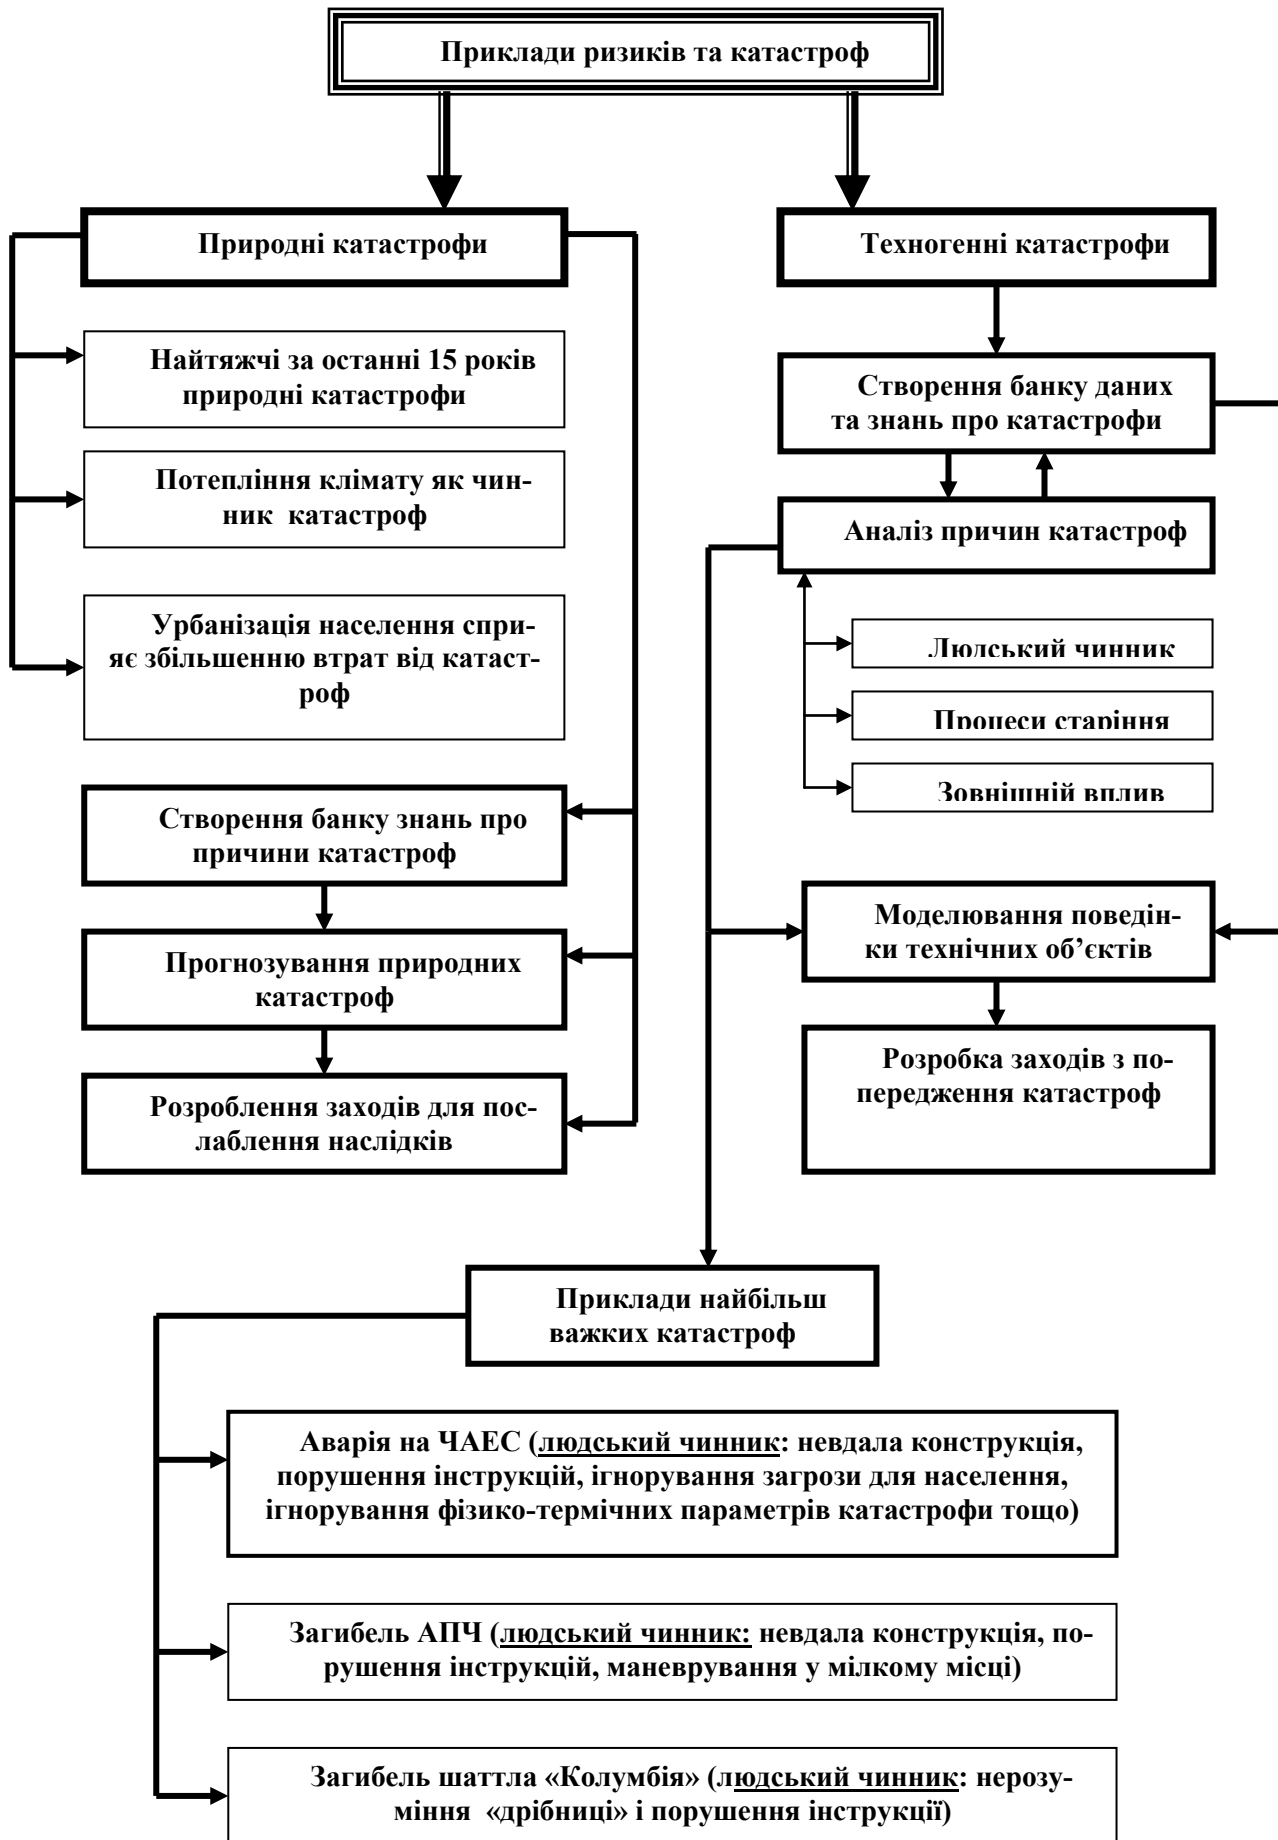 Приклади ризиків та катастроф
Природні катастрофи
Найтяжчі за останні 15 років
природні катастрофи
Потепління клімату як чин-
ник катастроф
Урбанізація населення спри-
яє збільшенню втрат від катаст-
роф
Створення банку знань про
причини катастроф
Прогнозування природних
катастроф
Розроблення заходів для пос-
лаблення наслідків
Техногенні катастрофи
Створення банку даних
та знань про катастрофи
Аналіз причин катастроф
Людський чинник
Процеси старіння
Зовнішній вплив
Моделювання поведін-
ки технічних об’єктів
Розробка заходів з по-
передження катастроф
Приклади найбільш
важких катастроф
Аварія на ЧАЕС (людський чинник: невдала конструкція,
порушення інструкцій, ігнорування загрози для населення,
ігнорування фізико-термічних параметрів катастрофи тощо)
Загибель АПЧ (людський чинник: невдала конструкція, по-
рушення інструкцій, маневрування у мілкому місці)
Загибель шаттла «Колумбія» (людський чинник: нерозу-
міння «дрібниці» і порушення інструкції)